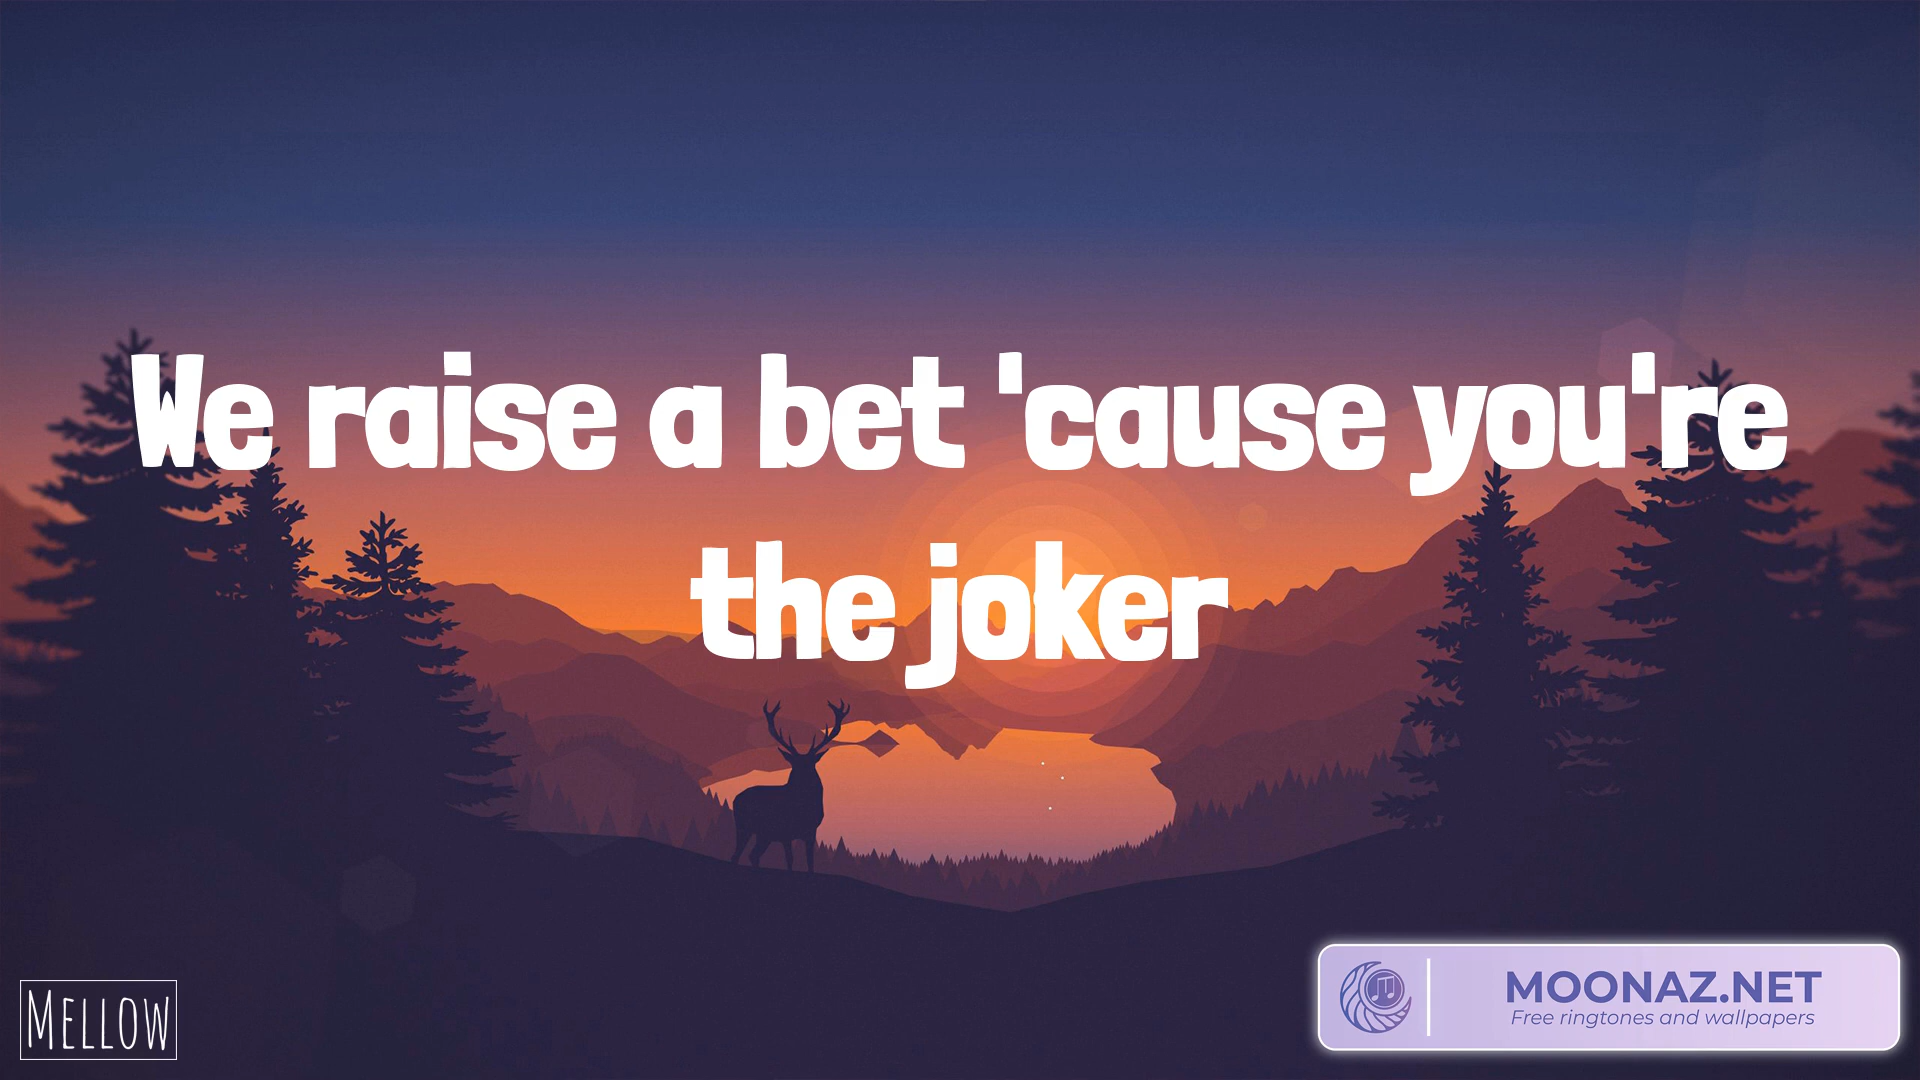 We raise a bet 'cause you're
the joker
MELLOW
MOONAZ.NET
Free ringtones and wallpapers